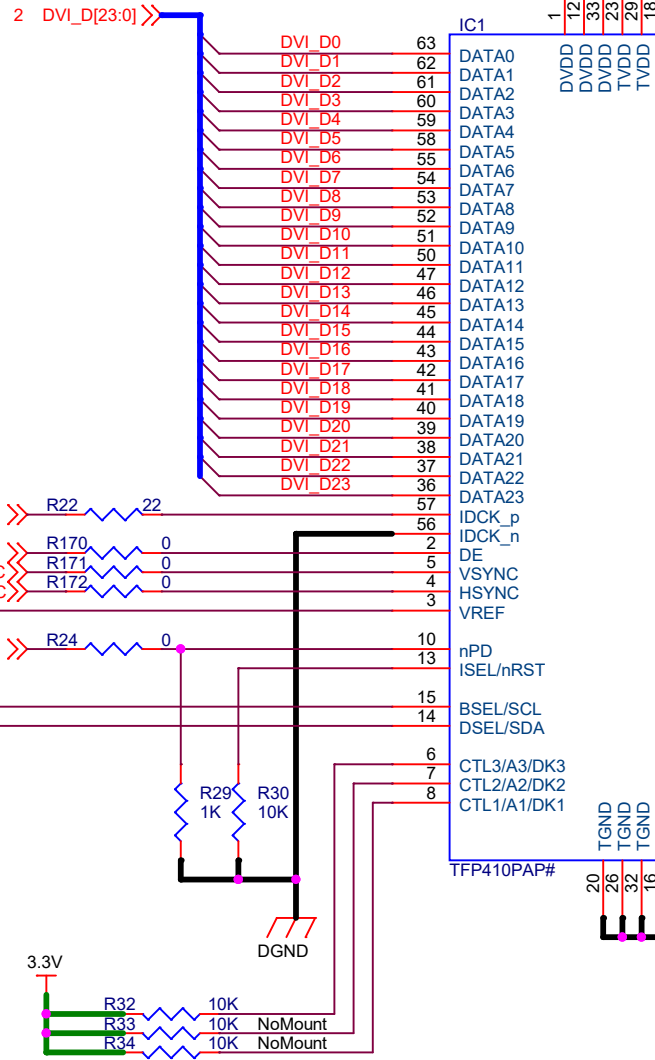 2 DVI_D[23:0]
IC1
1
12
33
23
29
18
DVDD
DVDD
DVDD
TVDD
TVDD
DVI_D0 63 DATA0
DVI_D1 62 DATA1
DVI_D2 61 DATA2
DVI_D3 60 DATA3
DVI_D4 59 DATA4
DVI_D5 58 DATA5
DVI_D6 55 DATA6
DVI_D7 54 DATA7
DVI_D8 53 DATA8
DVI_D9 52 DATA9
DVI_D10 51 DATA10
DVI_D11 50 DATA11
DVI_D12 47 DATA12
DVI_D13 46 DATA13
DVI_D14 45 DATA14
DVI_D15 44 DATA15
DVI_D16 43 DATA16
DVI_D17 42 DATA17
DVI_D18 41 DATA18
DVI_D19 40 DATA19
DVI_D20 39 DATA20
DVI_D21 38 DATA21
DVI_D22 37 DATA22
DVI_D23 36 DATA23
R22 22 57 IDCK_p
56 IDCK_n
R170 0 2 DE
C R171 0 5 VSYNC
C R172 0 4 HSYNC
3 VREF
R24 0 10 nPD
13 ISEL/nRST
15 BSEL/SCL
14 DSEL/SDA
6 CTL3/A3/DK3
7 CTL2/A2/DK2
8 CTL1/A1/DK1
R29 R30
1K 10K
TGND
TGND
TGND
TFP410PAP#
20
26
32
16
DGND
3.3V
R32 10K
R33 10K NoMount
R34 10K NoMount